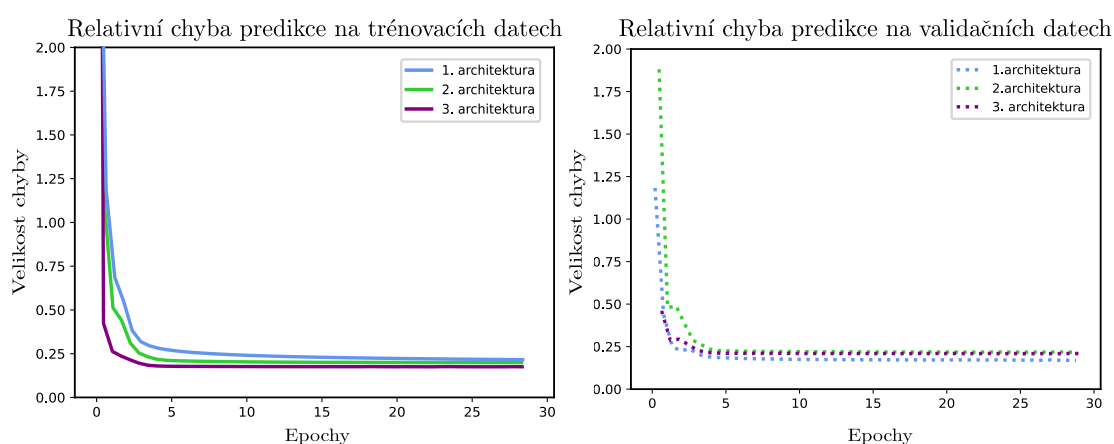 Relativní chyba predikce na trénovacích datech
2.00
1.75
1.50
1.25
1.00
0.75
0.50
0.25
0.00
Velikost chyby
1. architektura
2. architektura
3. architektura
0 5 10 15 20 25 30
Epochy
Relativní chyba predikce na validačních datech
2.00
1.75
1.50
1.25
1.00
0.75
0.50
0.25
0.00
Velikost chyby
1.architektura
2.architektura
3. architektura
0 5 10 15 20 25 30
Epochy